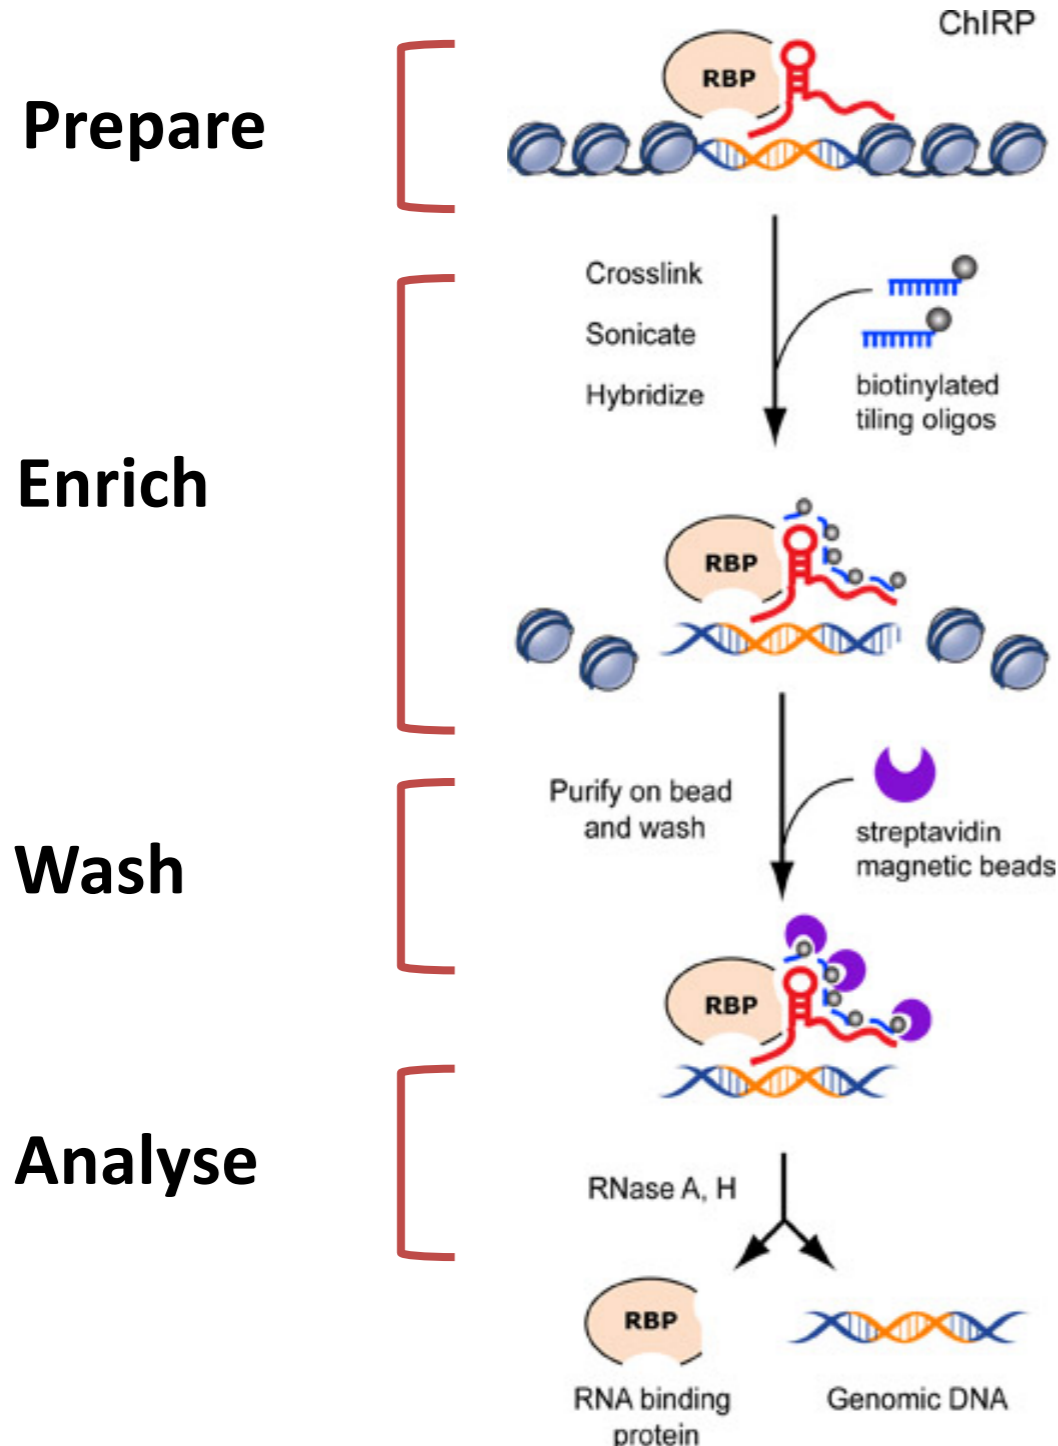 ChIRP
Prepare
RBP
Crosslink
Sonicate
Hybridize
biotinylated
tiling oligos
Enrich
RBP
Purify on bead
and wash
streptavidin
magnetic beads
Wash
RBP
Analyse
RNase A, H
RBP
RNA binding
protein
Genomic DNA